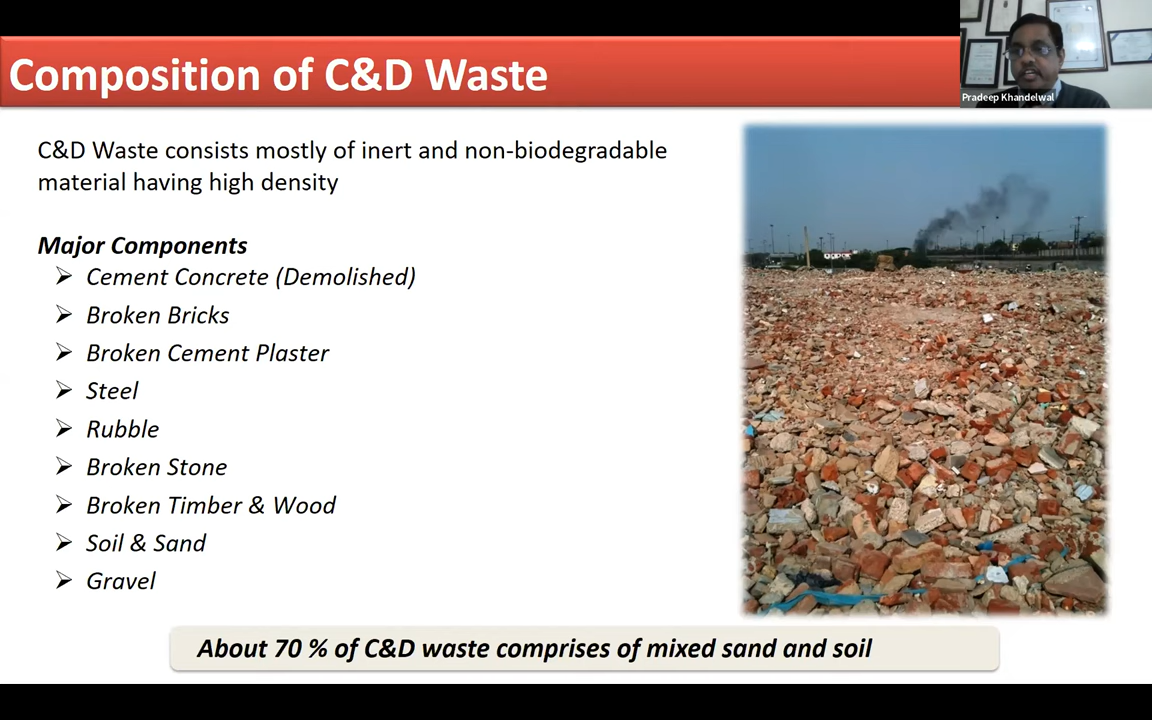 Composition of C&D Waste
Pradeep Khandelwal
C&D Waste consists mostly of inert and non-biodegradable
material having high density
Major Components
Cement Concrete (Demolished)
Broken Bricks
Broken Cement Plaster
Steel
Rubble
Broken Stone
Broken Timber & Wood
Soil & Sand
Gravel
About 70 % of C&D waste comprises of mixed sand and soil